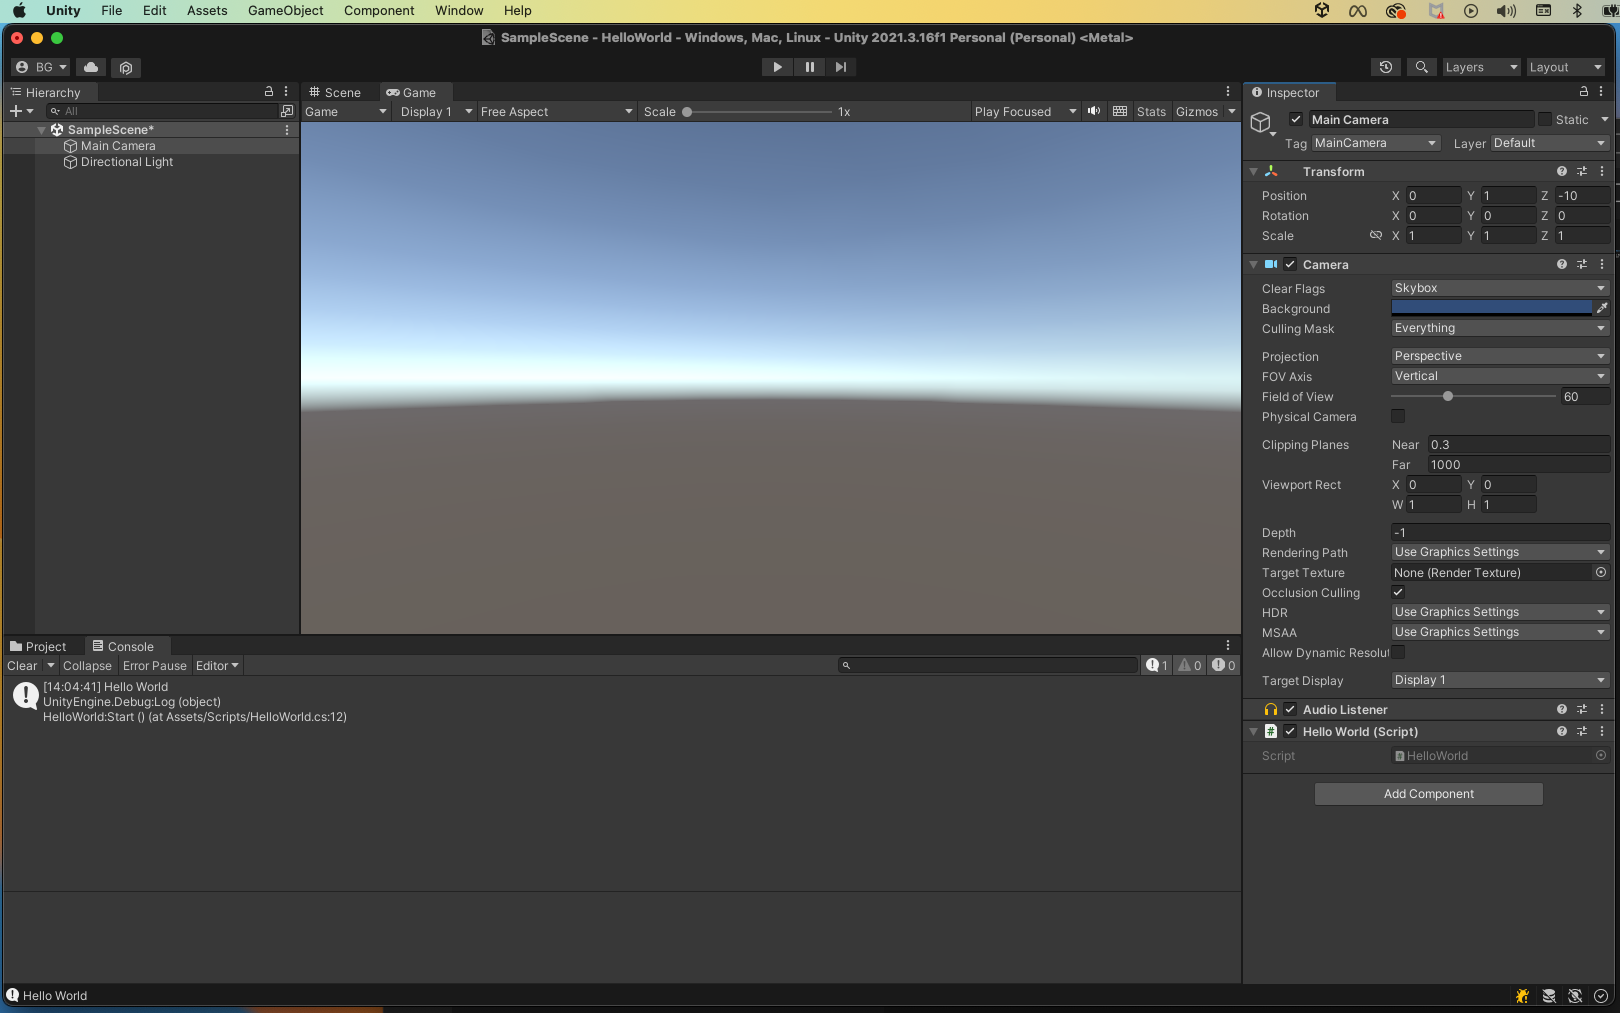 Unity File Edit Assets GameObject Component Window Help
SampleScene - HelloWorld - Windows, Mac, Linux - Unity 2021.3.16f1 Personal (Personal) <Metal>
BG Layers Layout
Hierarchy
All
SampleScene*
Main Camera
Directional Light
Scene Game
Game Display 1 Free Aspect Scale 1x Play Focused Stats Gizmos
Project Console
Clear Collapse Error Pause Editor 1 0 0
[14:04:41] Hello World
UnityEngine.Debug:Log (object)
HelloWorld:Start () (at Assets/Scripts/HelloWorld.cs:12)
Inspector
Main Camera Static
Tag MainCamera Layer Default
Transform
Position X 0 Y 1 Z -10
Rotation X 0 Y 0 Z 0
Scale X 1 Y 1 Z 1
Camera
Clear Flags Skybox
Background
Culling Mask Everything
Projection Perspective
FOV Axis Vertical
Field of View 60
Physical Camera
Clipping Planes Near 0.3
Far 1000
Viewport Rect X 0 Y 0
W 1 H 1
Depth -1
Rendering Path Use Graphics Settings
Target Texture None (Render Texture)
Occlusion Culling
HDR Use Graphics Settings
MSAA Use Graphics Settings
Allow Dynamic Resolut
Target Display Display 1
Audio Listener
# Hello World (Script)
Script # HelloWorld
Add Component
Hello World